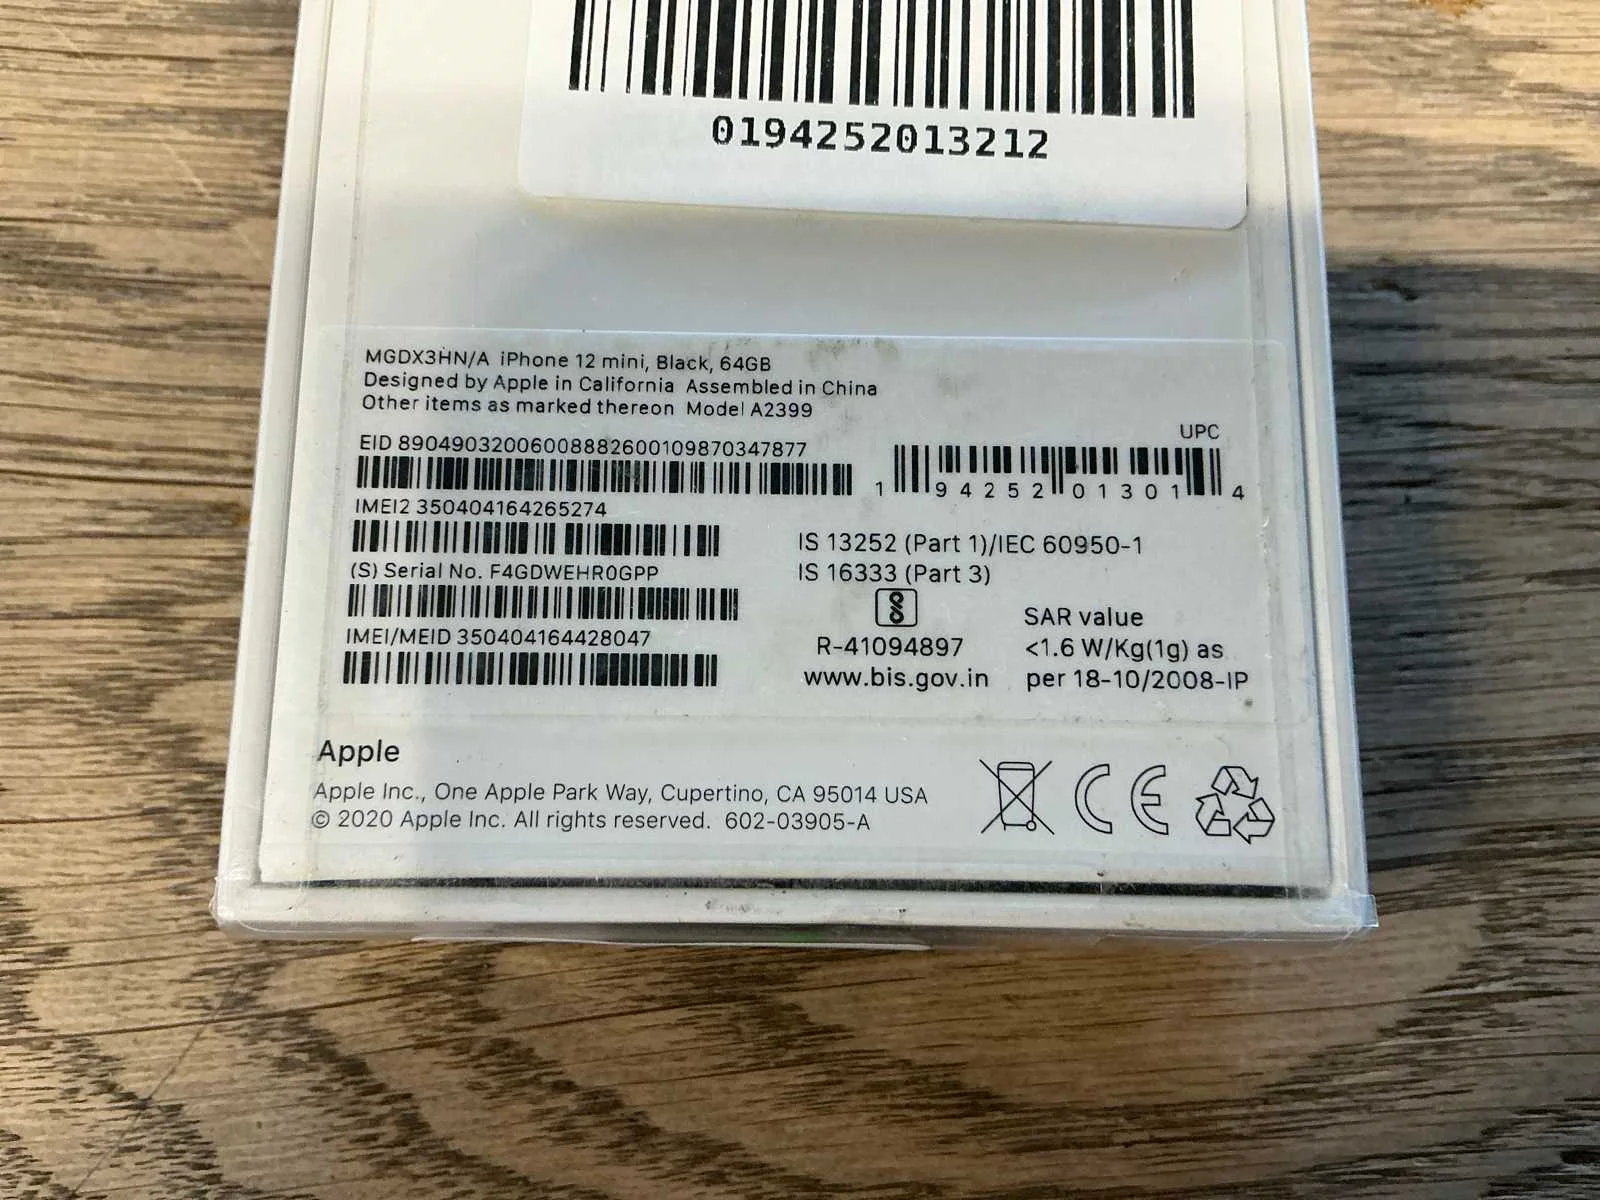 0194252013212
MGDX3HN/A iPhone 12 mini, Black, 64GB
Designed by Apple in California Assembled in China
Other items as marked thereon Model A2399
EID 89049032006008882600109870347877
UPC
1 94252 01301 4
IMEI2 350404164265274
(S) Serial No. F4GDWEHR0GPP
IMEI/MEID 350404164428047
IS 13252 (Part 1)/IEC 60950-1
IS 16333 (Part 3)
R-41094897
www.bis.gov.in
SAR value
<1.6 W/Kg(1g) as
per 18-10/2008-IP
Apple
Apple Inc., One Apple Park Way, Cupertino, CA 95014 USA
© 2020 Apple Inc. All rights reserved. 602-03905-A
CE